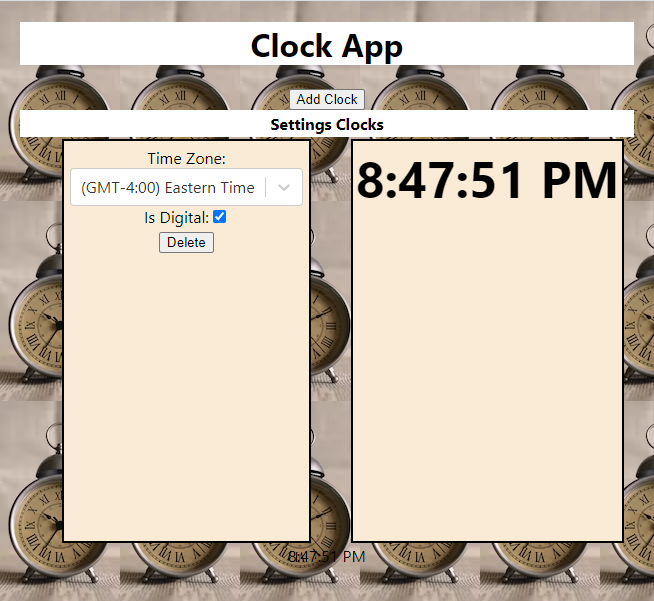 Clock App
Add Clock
Settings Clocks
Time Zone:
(GMT-4:00) Eastern Time
Is Digital:
Delete
8:47:51 PM
8:47:51 PM